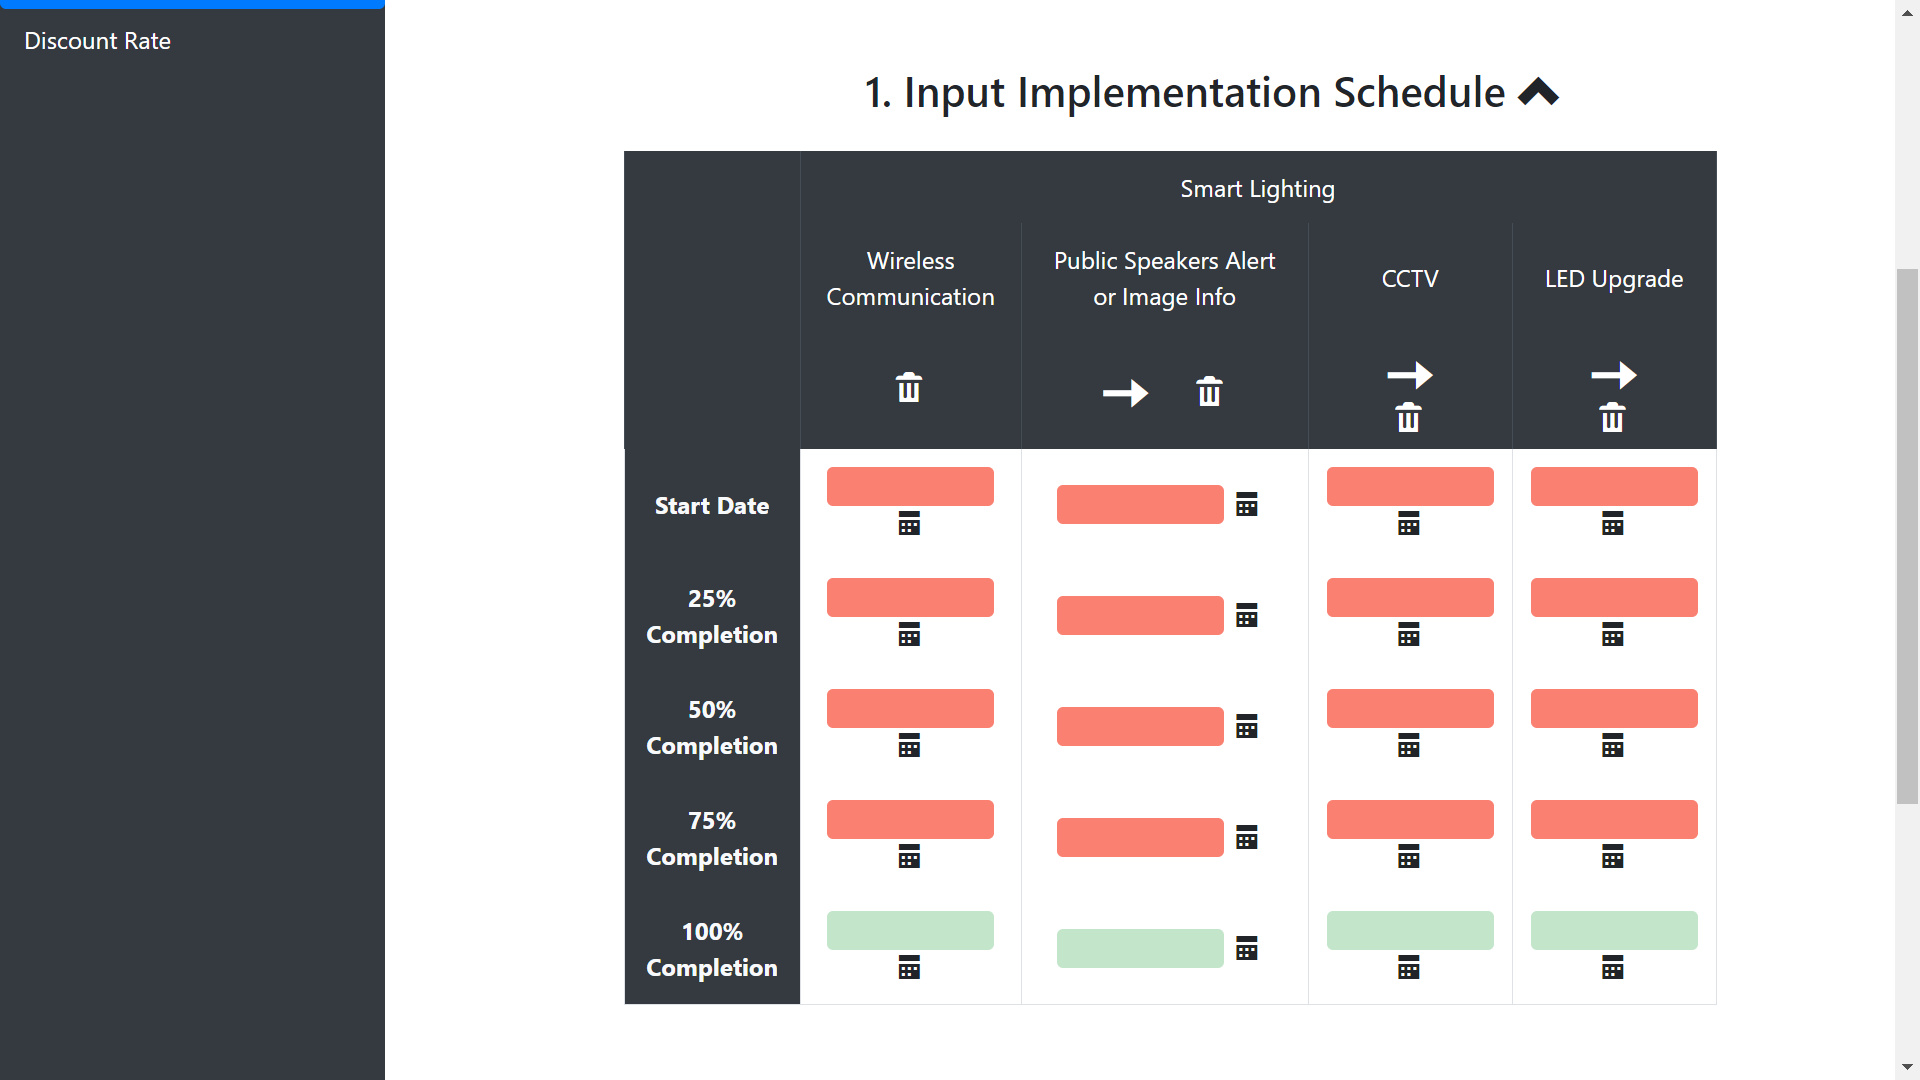 Discount Rate
1. Input Implementation Schedule
Smart Lighting
Wireless
Communication
Public Speakers Alert
or Image Info
CCTV
LED Upgrade
Start Date
25%
Completion
50%
Completion
75%
Completion
100%
Completion